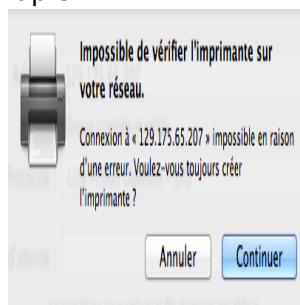 Impossible de vérifier l'imprimante sur
votre réseau.
Connexion à « 129.175.65.207 » impossible en raison
d'une erreur. Voulez-vous toujours créer
l'imprimante ?
Annuler
Continuer